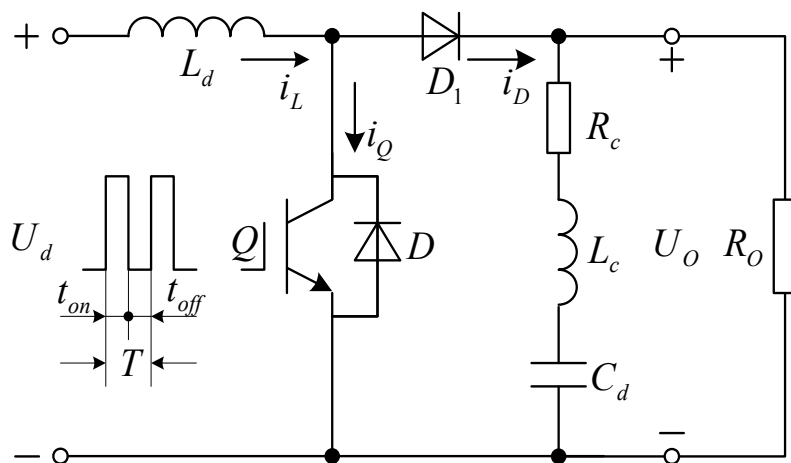 +
L_d
i_L
D_1
i_D
+
i_Q
R_c
U_d
Q
D
L_c
U_O
R_O
t_on
t_off
T
C_d
−
−